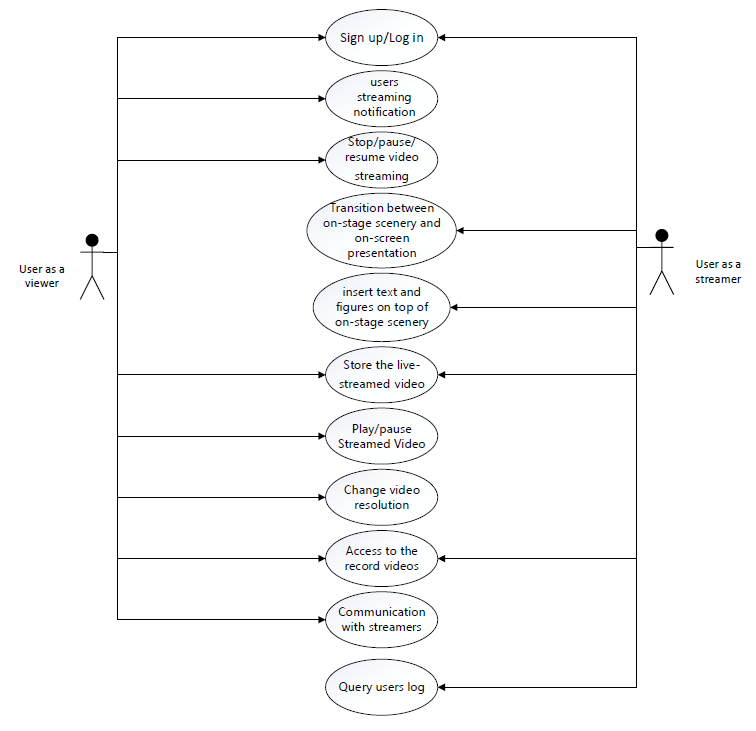 Sign up/Log in
users
streaming
notification
Stop/pause/
resume video
streaming
Transition between
on-stage scenery and
on-screen
presentation
User as a
viewer
User as a
streamer
insert text and
figures on top of
on-stage scenery
Store the live-
streamed video
Play/pause
Streamed Video
Change video
resolution
Access to the
record videos
Communication
with streamers
Query users log